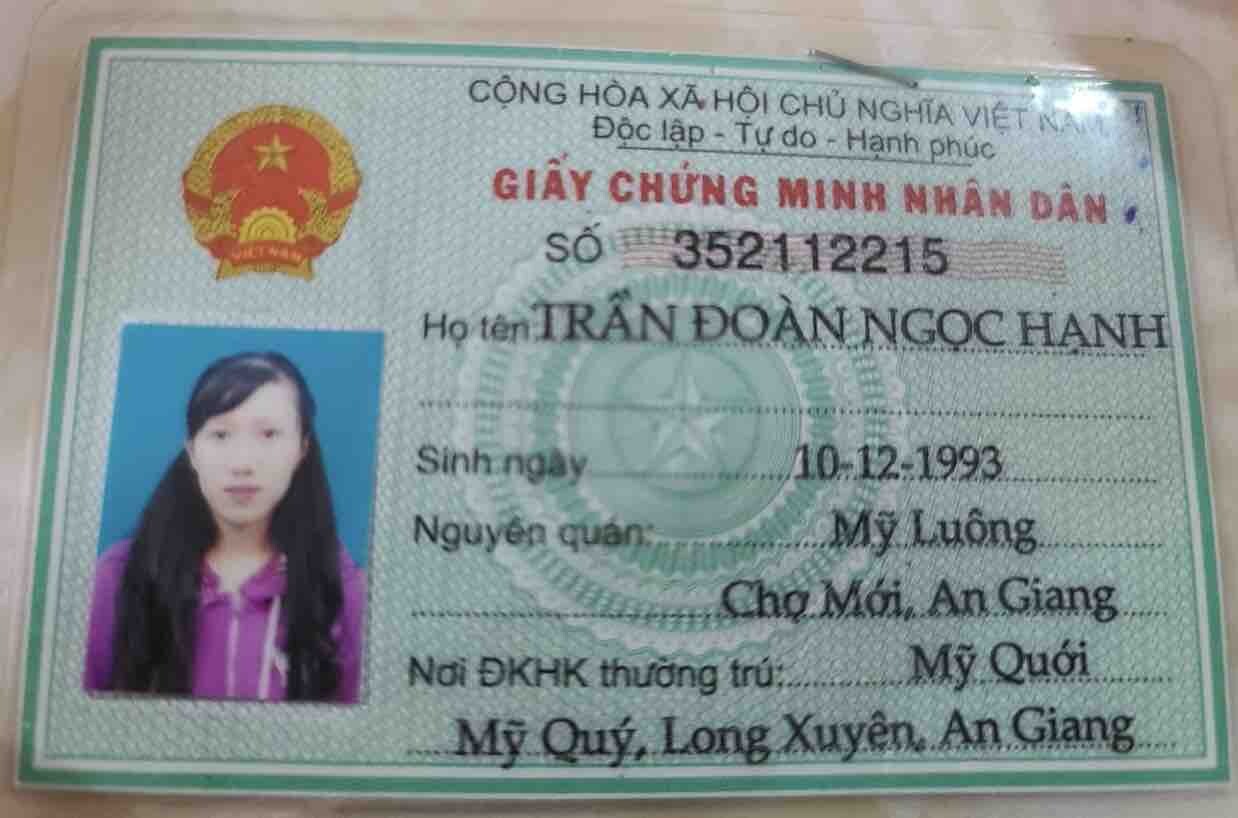 CỘNG HÒA XÃ HỘI CHỦ NGHĨA VIỆT NAM
Độc lập - Tự do - Hạnh phúc
GIẤY CHỨNG MINH NHÂN DÂN
VIỆT NAM
SỐ 352112215
Họ tên TRẦN ĐOÀN NGỌC HẠNH
Sinh ngày 10-12-1993
Nguyên quán: Mỹ Luông
Chợ Mới, An Giang
Nơi ĐKHK thường trú: Mỹ Quới
Mỹ Quý, Long Xuyên, An Giang